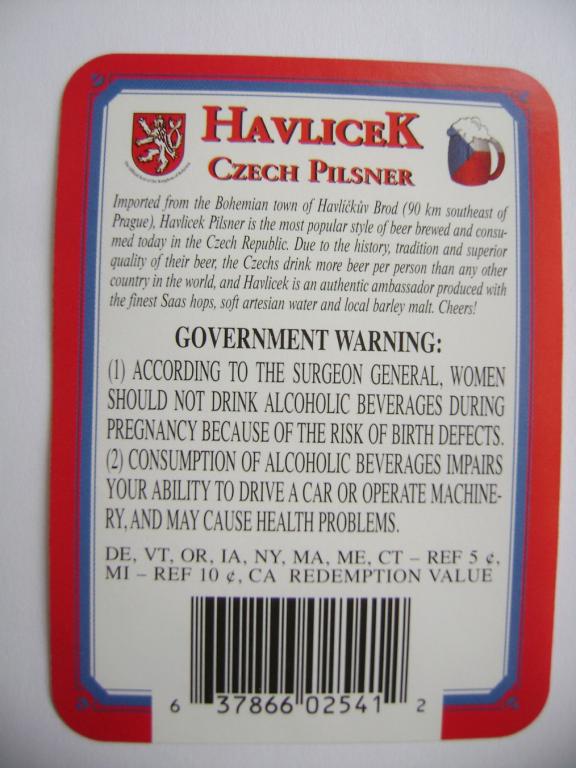 HAVLICEK
CZECH PILSNER
Imported from the Bohemian town of Havlíčkův Brod (90 km southeast of
Prague), Havlicek Pilsner is the most popular style of beer brewed and consu-
med today in the Czech Republic. Due to the history, tradition and superior
quality of their beer, the Czechs drink more beer per person than any other
country in the world, and Havlicek is an authentic ambassador produced with
the finest Saas hops, soft artesian water and local barley malt. Cheers!
GOVERNMENT WARNING:
(1) ACCORDING TO THE SURGEON GENERAL, WOMEN
SHOULD NOT DRINK ALCOHOLIC BEVERAGES DURING
PREGNANCY BECAUSE OF THE RISK OF BIRTH DEFECTS.
(2) CONSUMPTION OF ALCOHOLIC BEVERAGES IMPAIRS
YOUR ABILITY TO DRIVE A CAR OR OPERATE MACHINE-
RY, AND MAY CAUSE HEALTH PROBLEMS.
DE, VT, OR, IA, NY, MA, ME, CT – REF 5 ¢,
MI – REF 10 ¢, CA REDEMPTION VALUE
6 37866 02541 2